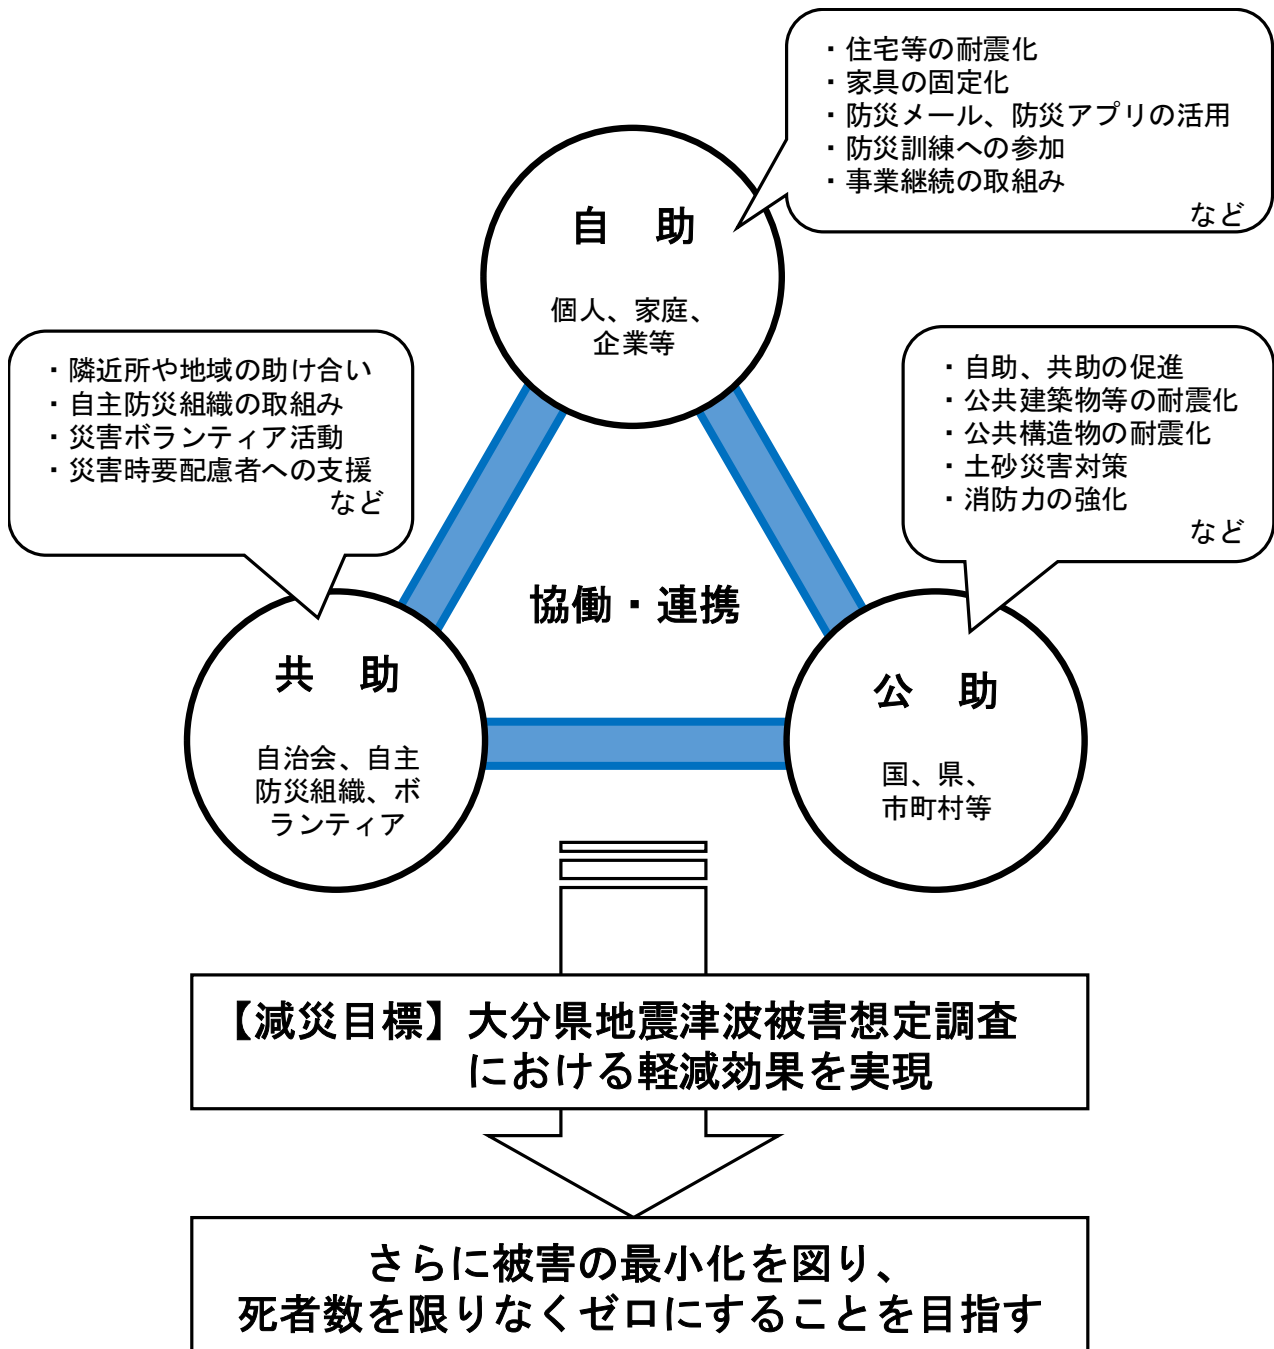 ・住宅等の耐震化
・家具の固定化
・防災メール、防災アプリの活用
・防災訓練への参加
・事業継続の取組み
など
自　助
個人、家庭、
企業等
・隣近所や地域の助け合い
・自主防災組織の取組み
・災害ボランティア活動
・災害時要配慮者への支援
など
・自助、共助の促進
・公共建築物等の耐震化
・公共構造物の耐震化
・土砂災害対策
・消防力の強化
など
協働・連携
共　助
自治会、自主
防災組織、ボ
ランティア
公　助
国、県、
市町村等
【減災目標】大分県地震津波被害想定調査
における軽減効果を実現
さらに被害の最小化を図り、
死者数を限りなくゼロにすることを目指す